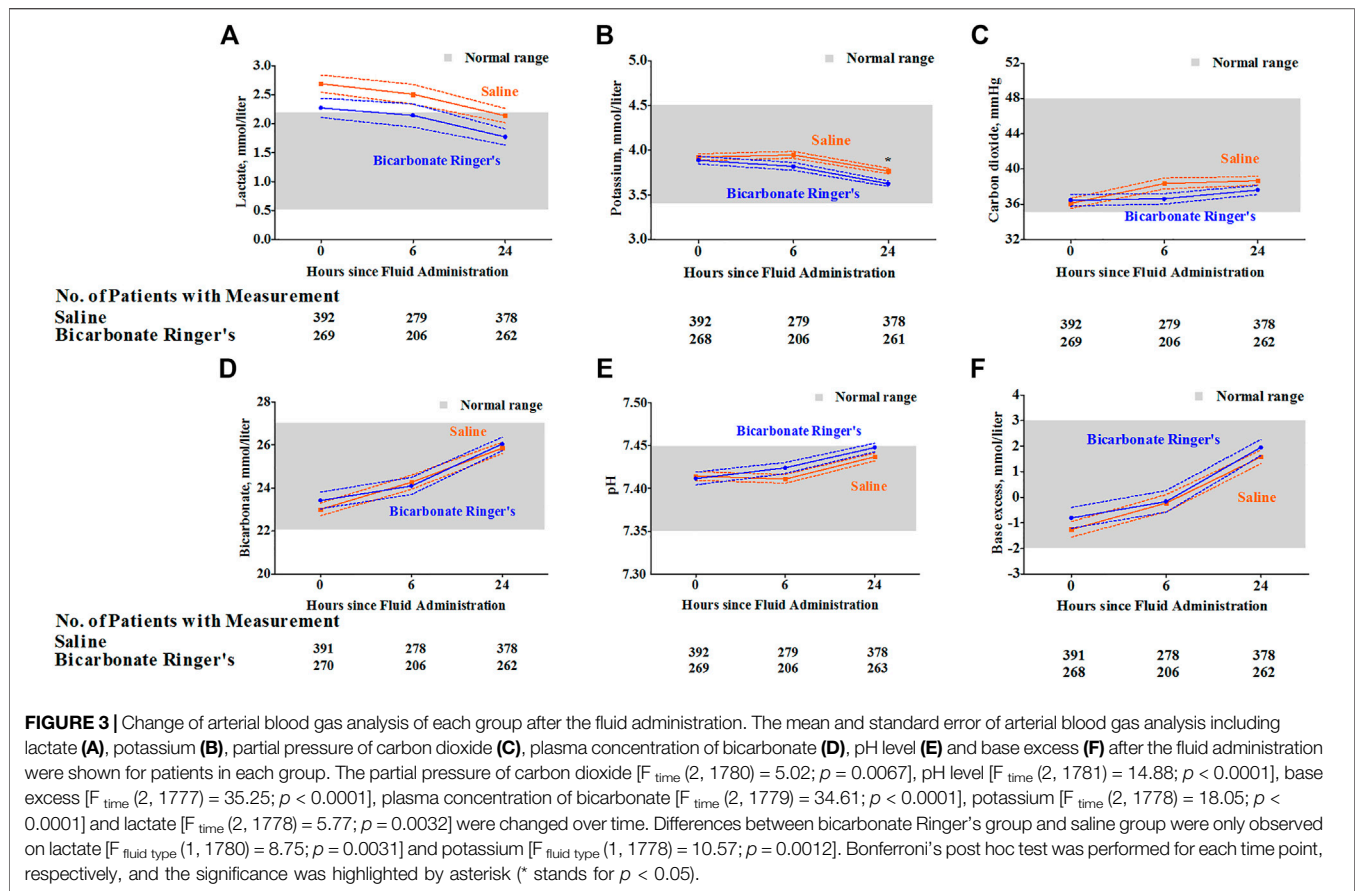 A
Normal range
Lactate, mmol/liter
3.0
2.5
2.0
1.5
1.0
0.5
0.0
Saline
Bicarbonate Ringer's
0 6 24
Hours since Fluid Administration
B
Normal range
Potassium, mmol/liter
5.0
4.5
4.0
3.5
3.0
Saline
*
Bicarbonate Ringer's
0 6 24
Hours since Fluid Administration
C
Normal range
Carbon dioxide, mmHg
52
48
44
40
36
32
Saline
Bicarbonate Ringer's
0 6 24
Hours since Fluid Administration
No. of Patients with Measurement
Saline 392 279 378 392 279 378 392 279 378
Bicarbonate Ringer's 269 206 262 268 206 261 269 206 262
D
Normal range
Bicarbonate, mmol/liter
28
26
24
22
20
Saline
Bicarbonate Ringer's
0 6 24
Hours since Fluid Administration
E
Normal range
pH
7.50
7.45
7.40
7.35
7.30
Bicarbonate Ringer's
Saline
0 6 24
Hours since Fluid Administration
F
Normal range
Base excess, mmol/liter
4
3
2
1
0
-1
-2
-3
Bicarbonate Ringer's
Saline
0 6 24
Hours since Fluid Administration
No. of Patients with Measurement
Saline 391 278 378 392 279 378 391 278 378
Bicarbonate Ringer's 270 206 262 269 206 263 268 206 262
FIGURE 3 | Change of arterial blood gas analysis of each group after the fluid administration. The mean and standard error of arterial blood gas analysis including
lactate (A), potassium (B), partial pressure of carbon dioxide (C), plasma concentration of bicarbonate (D), pH level (E) and base excess (F) after the fluid administration
were shown for patients in each group. The partial pressure of carbon dioxide [F time (2, 1780) = 5.02; p = 0.0067], pH level [F time (2, 1781) = 14.88; p < 0.0001], base
excess [F time (2, 1777) = 35.25; p < 0.0001], plasma concentration of bicarbonate [F time (2, 1779) = 34.61; p < 0.0001], potassium [F time (2, 1778) = 18.05; p <
0.0001] and lactate [F time (2, 1778) = 5.77; p = 0.0032] were changed over time. Differences between bicarbonate Ringer's group and saline group were only observed
on lactate [F fluid type (1, 1780) = 8.75; p = 0.0031] and potassium [F fluid type (1, 1778) = 10.57; p = 0.0012]. Bonferroni's post hoc test was performed for each time point,
respectively, and the significance was highlighted by asterisk (* stands for p < 0.05).